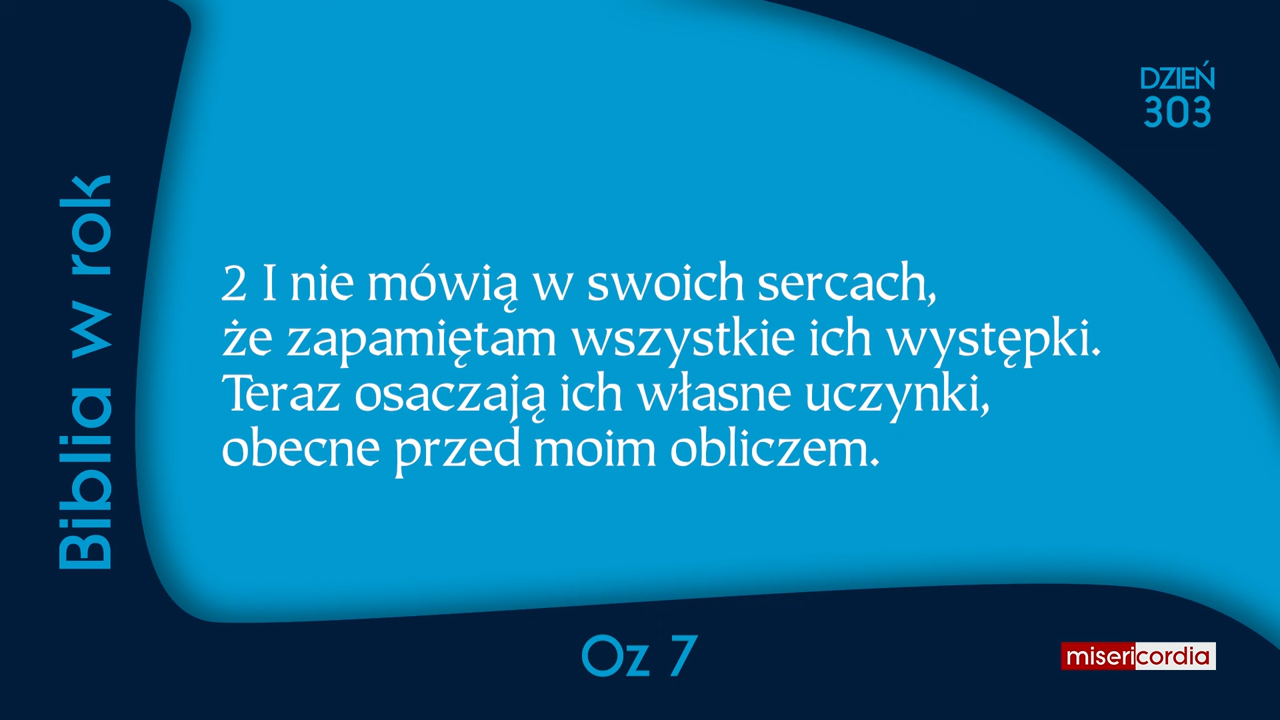 DZIEŃ
303
Biblia w rok
2 I nie mówią w swoich sercach,
że zapamiętam wszystkie ich występki.
Teraz osaczają ich własne uczynki,
obecne przed moim obliczem.
Oz 7
misericordia